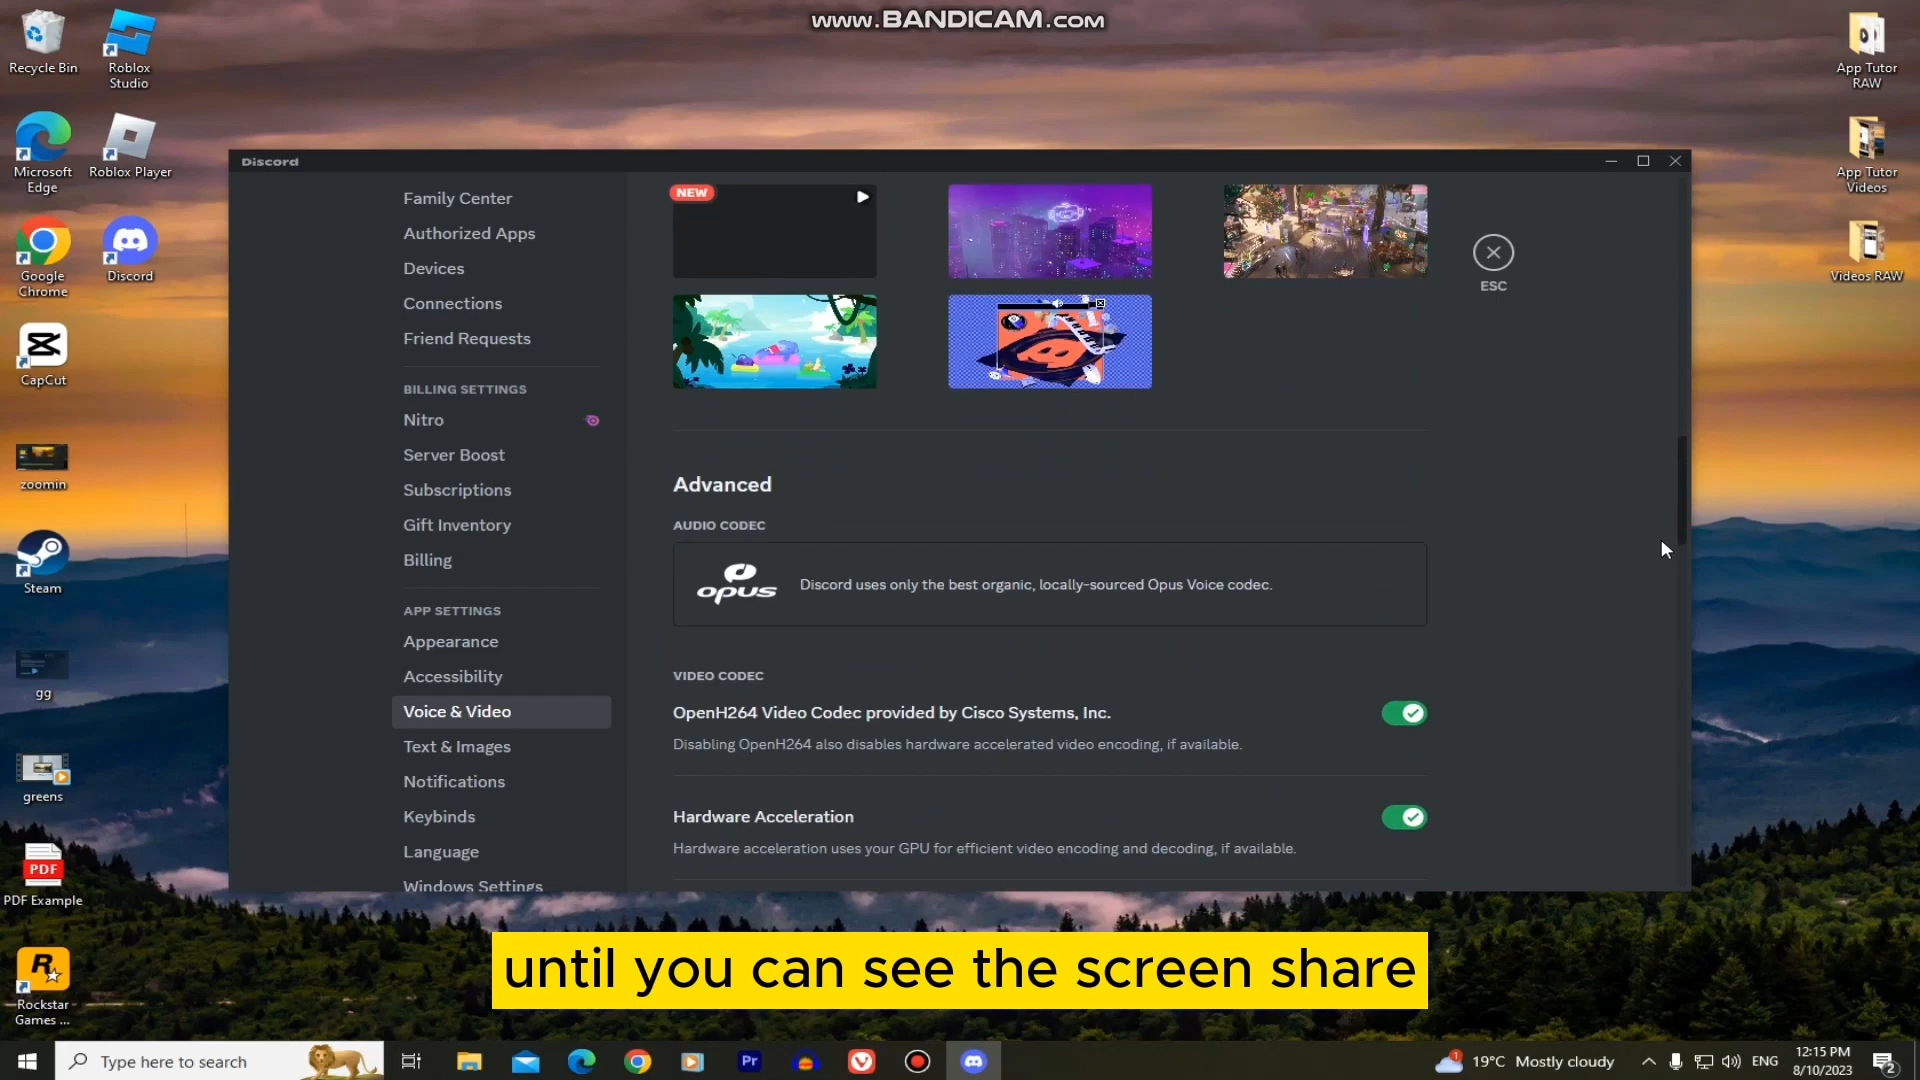 www.BANDICAM.com
Recycle Bin
Roblox
Studio
Microsoft
Edge
Roblox Player
Google
Chrome
Discord
CapCut
zoomin
Steam
gg
greens
PDF
PDF Example
Rockstar
Games ...
App Tutor
RAW
App Tutor
Videos
Videos RAW
Discord
Family Center
Authorized Apps
Devices
Connections
Friend Requests
BILLING SETTINGS
Nitro
Server Boost
Subscriptions
Gift Inventory
Billing
APP SETTINGS
Appearance
Accessibility
Voice & Video
Text & Images
Notifications
Keybinds
Language
Windows Settings
NEW
ESC
Advanced
AUDIO CODEC
opus
Discord uses only the best organic, locally-sourced Opus Voice codec.
VIDEO CODEC
OpenH264 Video Codec provided by Cisco Systems, Inc.
Disabling OpenH264 also disables hardware accelerated video encoding, if available.
Hardware Acceleration
Hardware acceleration uses your GPU for efficient video encoding and decoding, if available.
until you can see the screen share
Type here to search
Pr
1
19°C Mostly cloudy
ENG
12:15 PM
8/10/2023
2